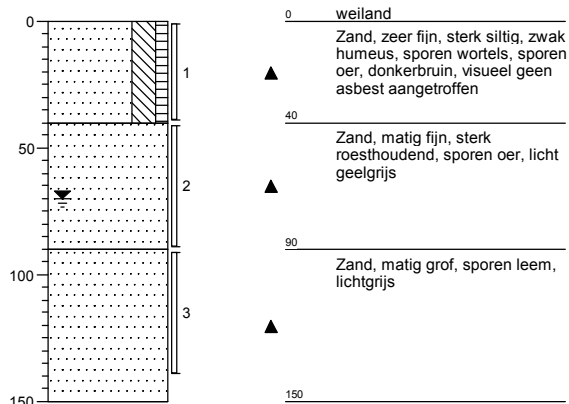 0
50
100
150
1
2
3
0
weiland
Zand, zeer fijn, sterk siltig, zwak
humeus, sporen wortels, sporen
oer, donkerbruin, visueel geen
asbest aangetroffen
40
Zand, matig fijn, sterk
roesthoudend, sporen oer, licht
geelgrijs
90
Zand, matig grof, sporen leem,
lichtgrijs
150